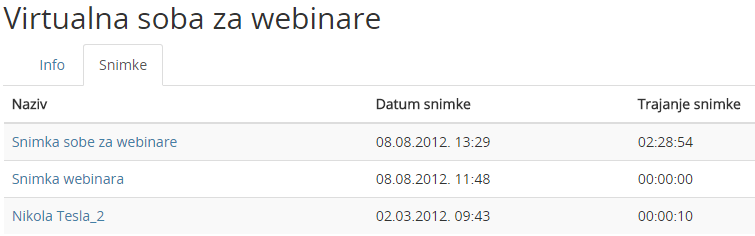 Virtualna soba za webinare
Info Snimke
Naziv Datum snimke Trajanje snimke
Snimka sobe za webinare 08.08.2012. 13:29 02:28:54
Snimka webinara 08.08.2012. 11:48 00:00:00
Nikola Tesla_2 02.03.2012. 09:43 00:00:10